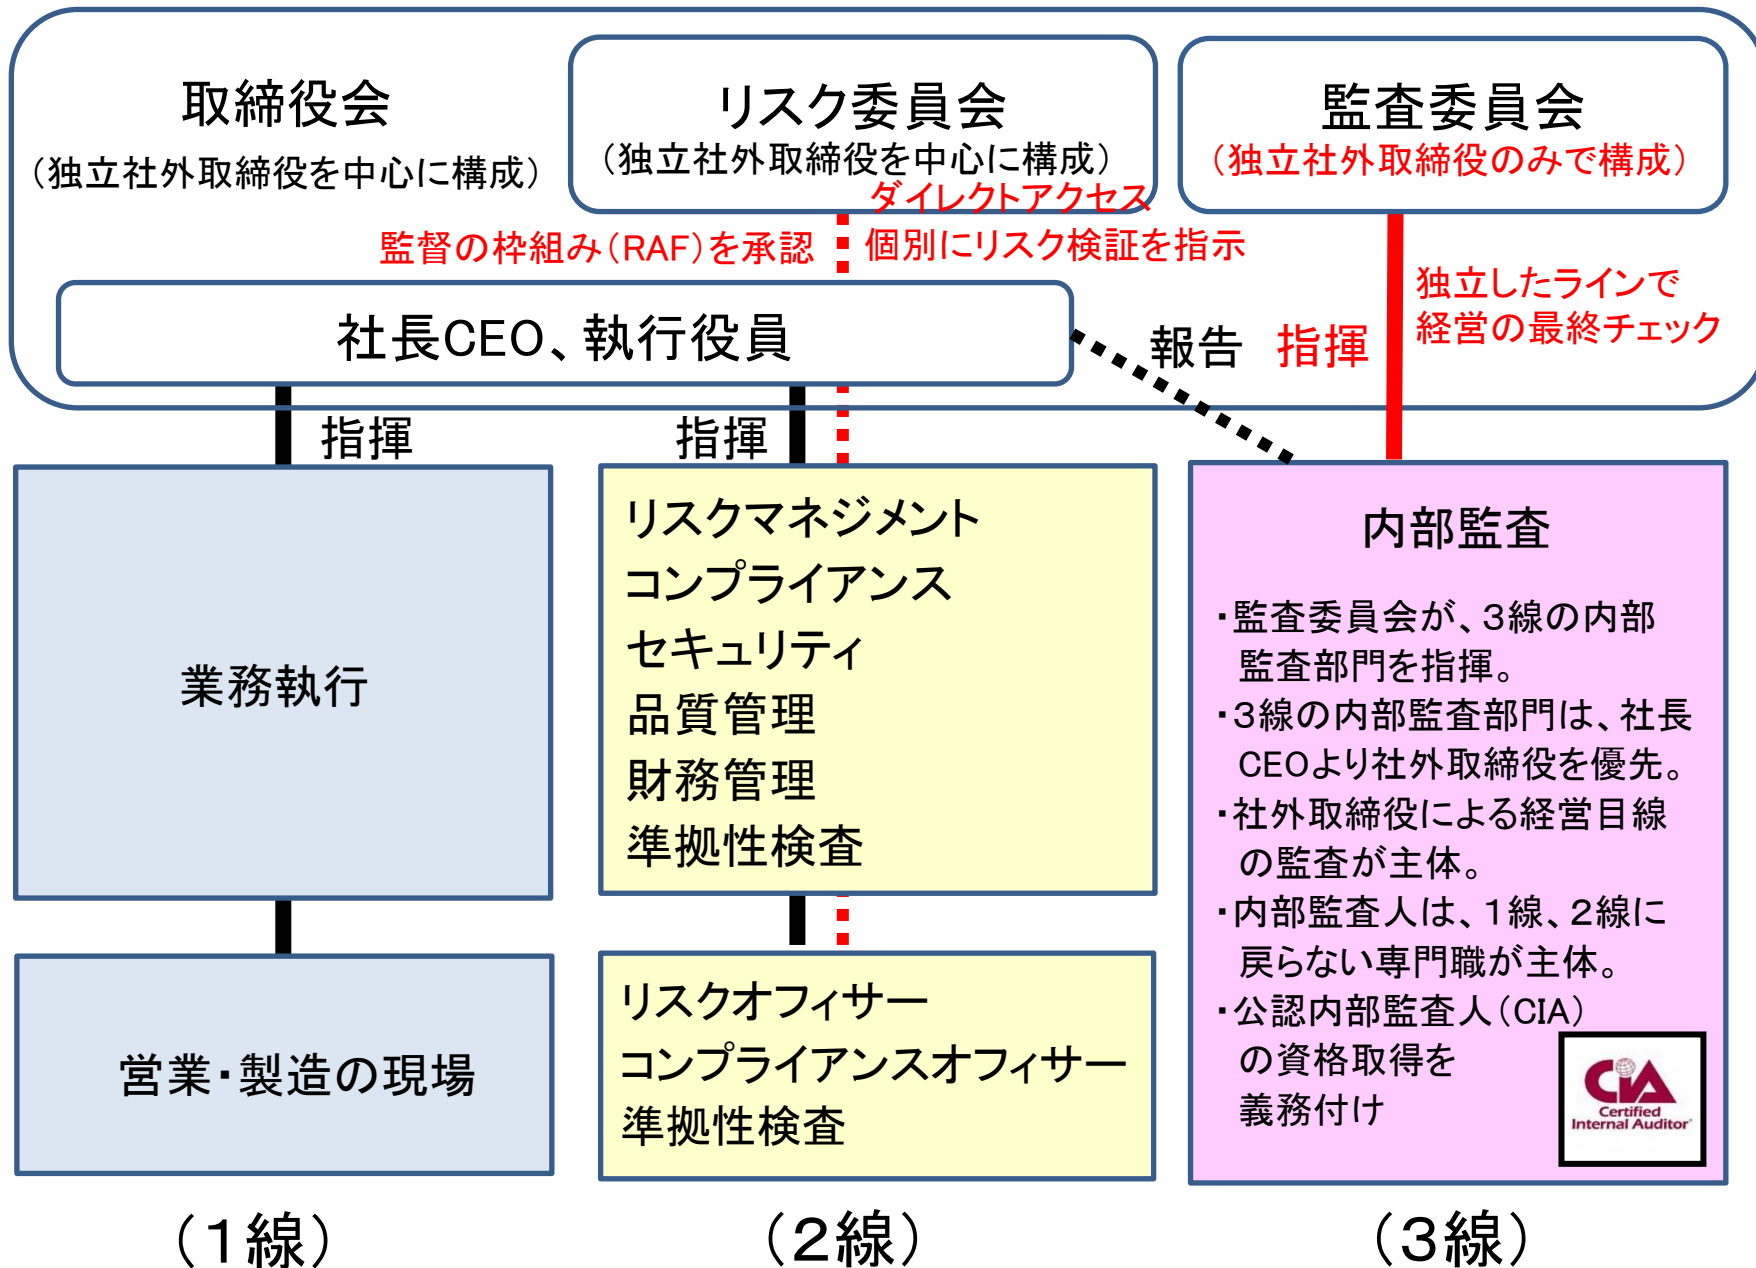 取締役会
（独立社外取締役を中心に構成）
リスク委員会
（独立社外取締役を中心に構成）
監査委員会
（独立社外取締役のみで構成）
監督の枠組み（RAF）を承認
ダイレクトアクセス
個別にリスク検証を指示
独立したラインで
経営の最終チェック
社長CEO、執行役員
報告
指揮
指揮
指揮
業務執行
営業・製造の現場
（１線）
リスクマネジメント
コンプライアンス
セキュリティ
品質管理
財務管理
準拠性検査
リスクオフィサー
コンプライアンスオフィサー
準拠性検査
（２線）
内部監査
・監査委員会が、３線の内部
監査部門を指揮。
・３線の内部監査部門は、社長
CEOより社外取締役を優先。
・社外取締役による経営目線
の監査が主体。
・内部監査人は、１線、２線に
戻らない専門職が主体。
・公認内部監査人（CIA）
の資格取得を
義務付け
CIA
Certified
Internal Auditor®
（３線）